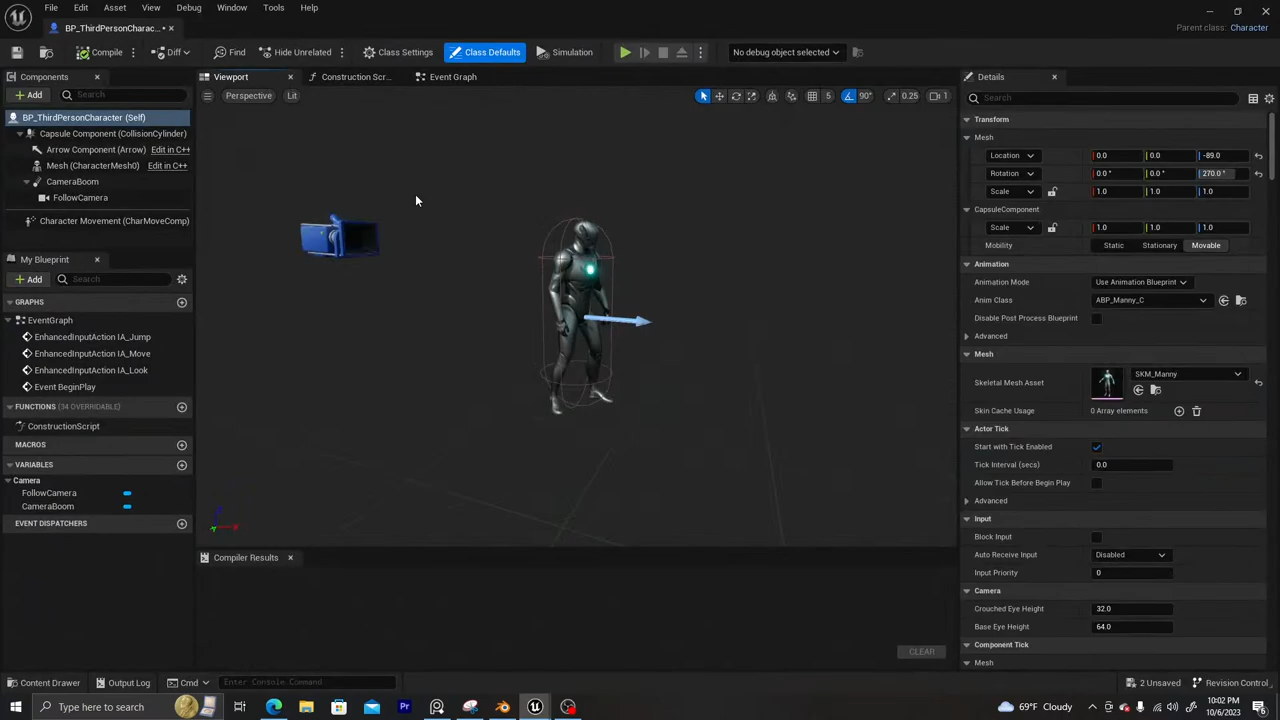 File Edit Asset View Debug Window Tools Help
BP_ThirdPersonCharac... •
Parent class: Character
Compile Diff Find Hide Unrelated Class Settings Class Defaults Simulation No debug object selected
Components
Add Search
BP_ThirdPersonCharacter (Self)
Capsule Component (CollisionCylinder)
Arrow Component (Arrow) Edit in C++
Mesh (CharacterMesh0) Edit in C++
CameraBoom
FollowCamera
Character Movement (CharMoveComp)
My Blueprint
Add Search
GRAPHS
EventGraph
EnhancedInputAction IA_Jump
EnhancedInputAction IA_Move
EnhancedInputAction IA_Look
Event BeginPlay
FUNCTIONS (34 OVERRIDABLE)
ConstructionScript
MACROS
VARIABLES
Camera
FollowCamera
CameraBoom
EVENT DISPATCHERS
Viewport Construction Scr... Event Graph
Perspective Lit 5 90° 0.25 1
Compiler Results
CLEAR
Details
Search
Transform
Mesh
Location 0.0 0.0 -89.0
Rotation 0.0 ° 0.0 ° 270.0 °
Scale 1.0 1.0 1.0
CapsuleComponent
Scale 1.0 1.0 1.0
Mobility Static Stationary Movable
Animation
Animation Mode Use Animation Blueprint
Anim Class ABP_Manny_C
Disable Post Process Blueprint
Advanced
Mesh
Skeletal Mesh Asset SKM_Manny
Skin Cache Usage 0 Array elements
Actor Tick
Start with Tick Enabled
Tick Interval (secs) 0.0
Allow Tick Before Begin Play
Advanced
Input
Block Input
Auto Receive Input Disabled
Input Priority 0
Camera
Crouched Eye Height 32.0
Base Eye Height 64.0
Component Tick
Mesh
Content Drawer Output Log Cmd Enter Console Command 2 Unsaved Revision Control
Type here to search Pr 69°F Cloudy 10:02 PM
10/6/2023